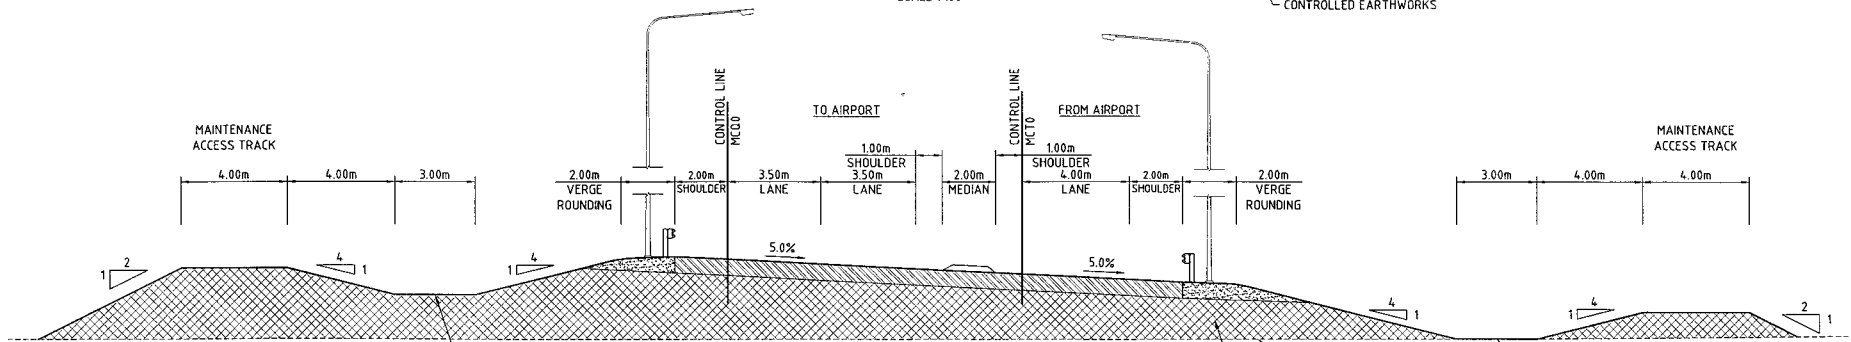 CONTROLLED EARTHWORKS
CONTROL LINE
MCQ0
TO AIRPORT
CONTROL LINE
MCT0
FROM AIRPORT
MAINTENANCE
ACCESS TRACK
MAINTENANCE
ACCESS TRACK
1.00m
SHOULDER
1.00m
SHOULDER
4.00m
4.00m
3.00m
2.00m
VERGE
ROUNDING
2.00m
SHOULDER
3.50m
LANE
3.50m
LANE
2.00m
MEDIAN
4.00m
LANE
2.00m
SHOULDER
2.00m
VERGE
ROUNDING
3.00m
4.00m
4.00m
5.0%
5.0%
2
1
4
1
4
1
4
1
4
1
2
1